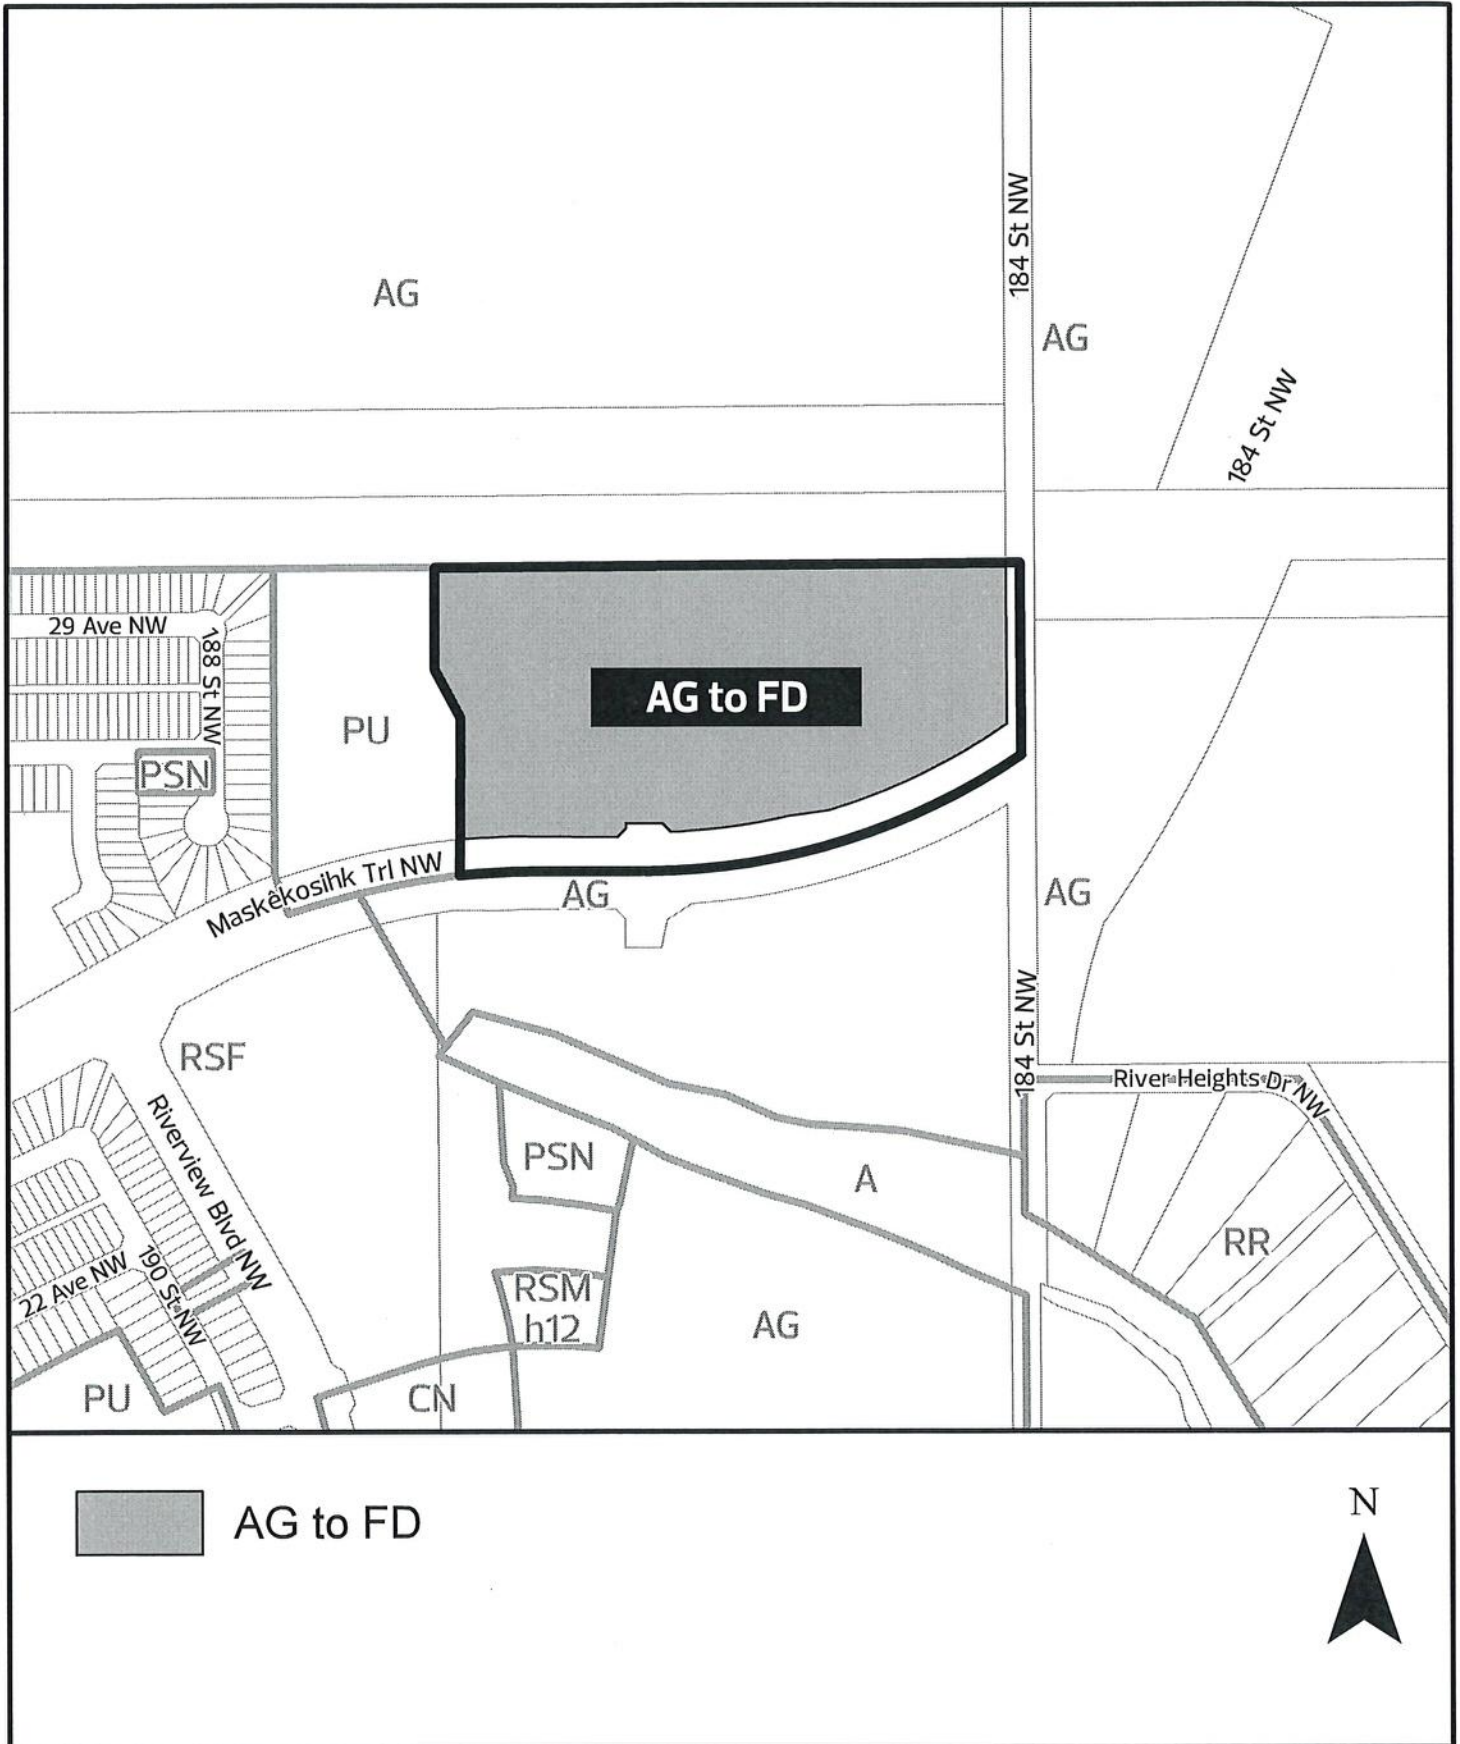 184 St NW
AG
AG
184 St NW
29 Ave NW
188 St NW
AG to FD
PU
PSN
Maskêkosihk Trl NW
AG
AG
184 St NW
RSF
River Heights Dr NW
Riverview Blvd NW
PSN
A
RR
190 St NW
22 Ave NW
RSM
h12
AG
PU
CN
AG to FD
N